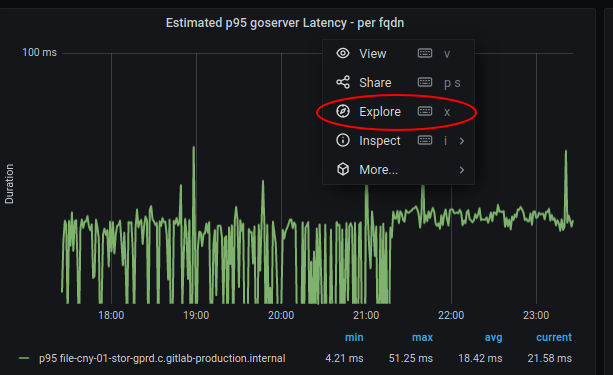 Estimated p95 goserver Latency - per fqdn
100 ms
View v
Share p s
Explore x
Inspect i
More...
Duration
18:00 19:00 20:00 21:00 22:00 23:00
min max avg current
p95 file-cny-01-stor-gprd.c.gitlab-production.internal 4.21 ms 51.25 ms 18.42 ms 21.58 ms